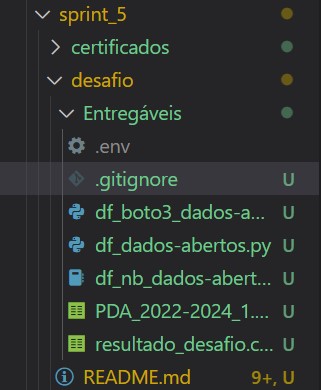 sprint_5
certificados
desafio
Entregáveis
.env
.gitignore U
df_boto3_dados-a... U
df_dados-abertos.py U
df_nb_dados-abert... U
PDA_2022-2024_1.... U
resultado_desafio.c... U
README.md 9+, U